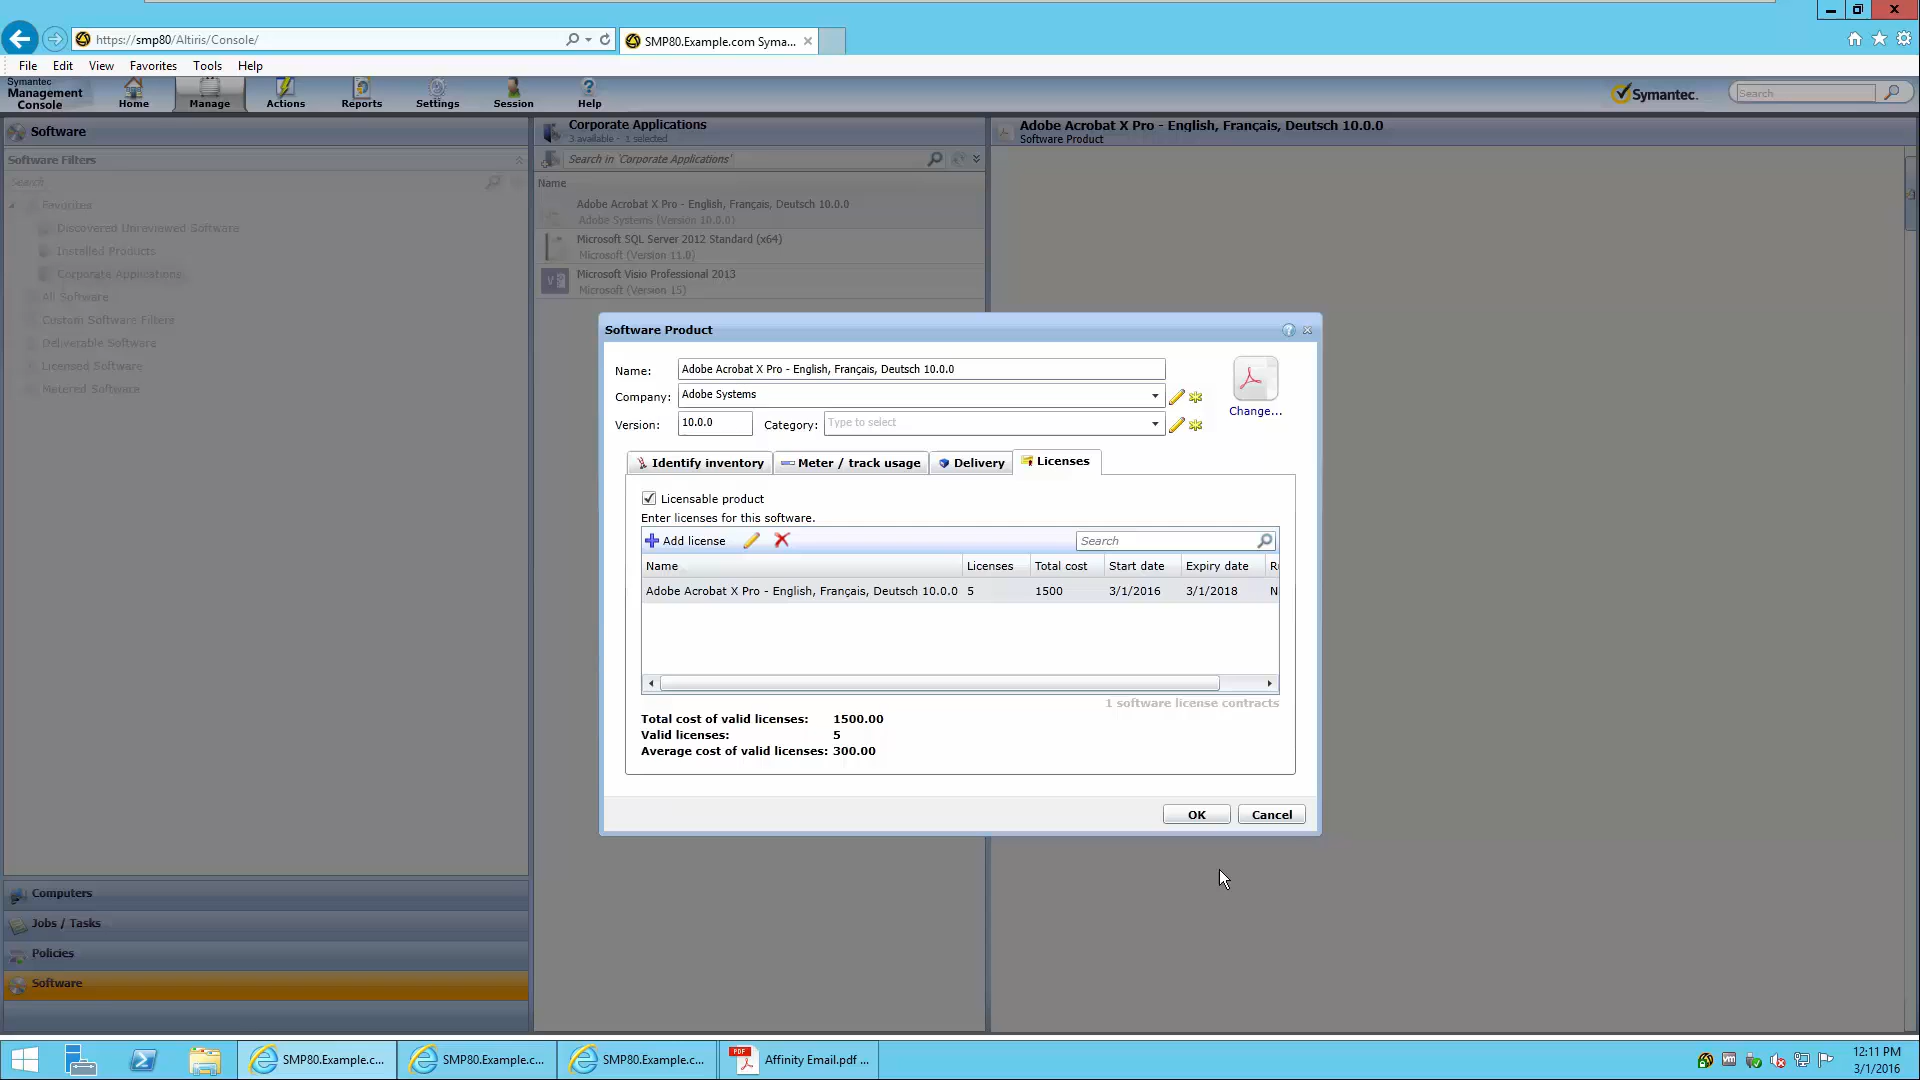 https://smp80/Altiris/Console/
SMP80.Example.com Syma...
File Edit View Favorites Tools Help
Symantec
Management
Console
Home
Manage
Actions
Reports
Settings
Session
Help
Symantec.
Search
Software
Software Filters
Search
Favorites
Discovered Unreviewed Software
Installed Products
Corporate Applications
All Software
Custom Software Filters
Deliverable Software
Licensed Software
Metered Software
Computers
Jobs / Tasks
Policies
Software
Corporate Applications
3 available - 1 selected
Search in 'Corporate Applications'
Name
Adobe Acrobat X Pro - English, Français, Deutsch 10.0.0
Adobe Systems (Version 10.0.0)
Microsoft SQL Server 2012 Standard (x64)
Microsoft (Version 11.0)
Microsoft Visio Professional 2013
Microsoft (Version 15)
Adobe Acrobat X Pro - English, Français, Deutsch 10.0.0
Software Product
Software Product
Name: Adobe Acrobat X Pro - English, Français, Deutsch 10.0.0
Company: Adobe Systems
Version: 10.0.0 Category: Type to select
Change...
Identify inventory Meter / track usage Delivery Licenses
Licensable product
Enter licenses for this software.
Add license Search
Name Licenses Total cost Start date Expiry date R
Adobe Acrobat X Pro - English, Français, Deutsch 10.0.0 5 1500 3/1/2016 3/1/2018 N
1 software license contracts
Total cost of valid licenses: 1500.00
Valid licenses: 5
Average cost of valid licenses: 300.00
OK Cancel
SMP80.Example.c... SMP80.Example.c... SMP80.Example.c... PDF Affinity Email.pdf ...
12:11 PM
3/1/2016